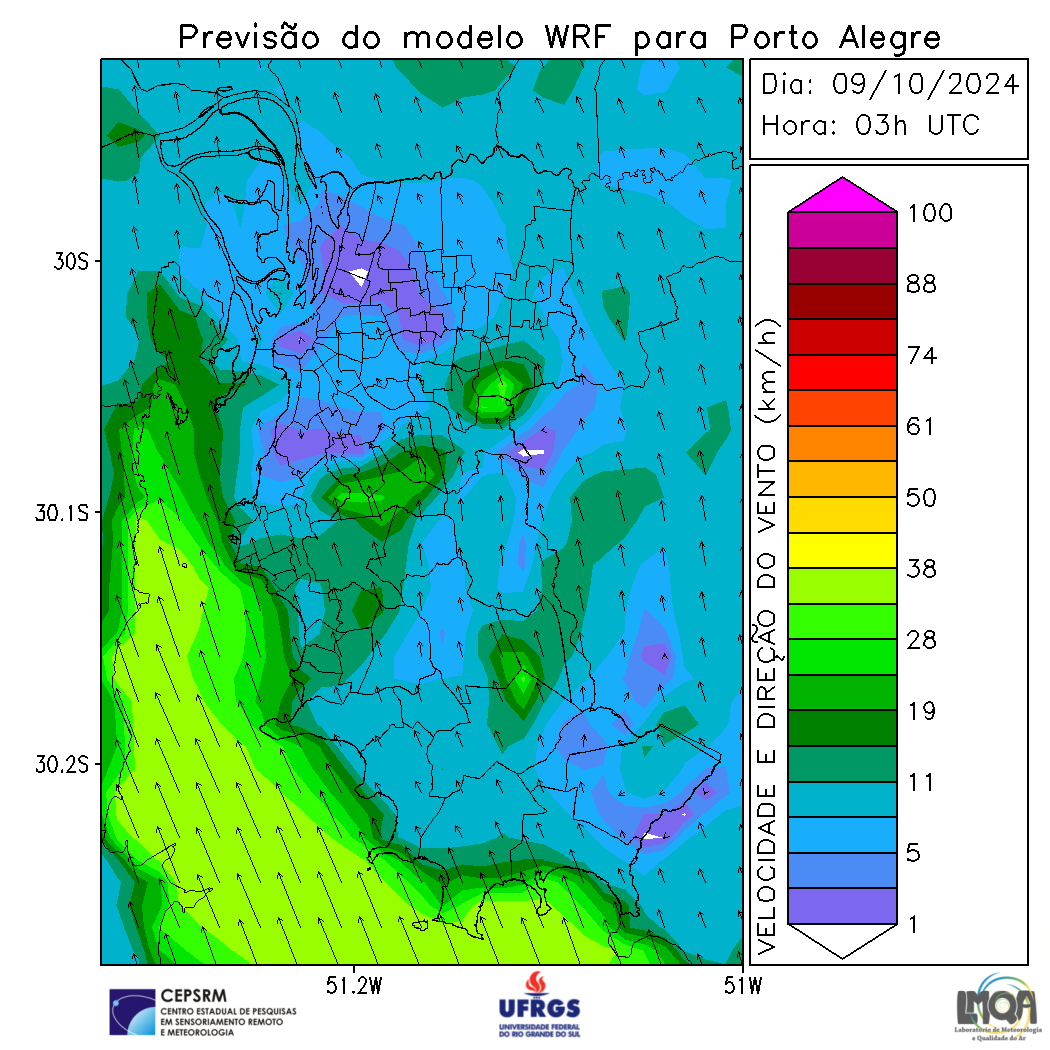 Previsão do modelo WRF para Porto Alegre
Dia: 09/10/2024
Hora: 03h UTC
30S
30.1S
30.2S
51.2W
51W
VELOCIDADE E DIREÇÃO DO VENTO (km/h)
100
88
74
61
50
38
28
19
11
5
1
CEPSRM
CENTRO ESTADUAL DE PESQUISAS
EM SENSORIAMENTO REMOTO
E METEOROLOGIA
UFRGS
UNIVERSIDADE FEDERAL
DO RIO GRANDE DO SUL
LMQA
Laboratório de Meteorologia
e Qualidade do Ar